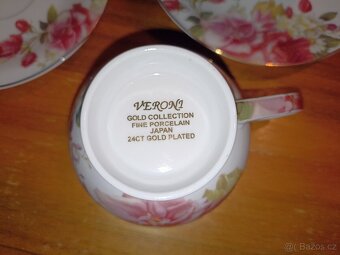 VERONI
GOLD COLLECTION
FINE PORCELAIN
JAPAN
24CT GOLD PLATED
Bazos.cz